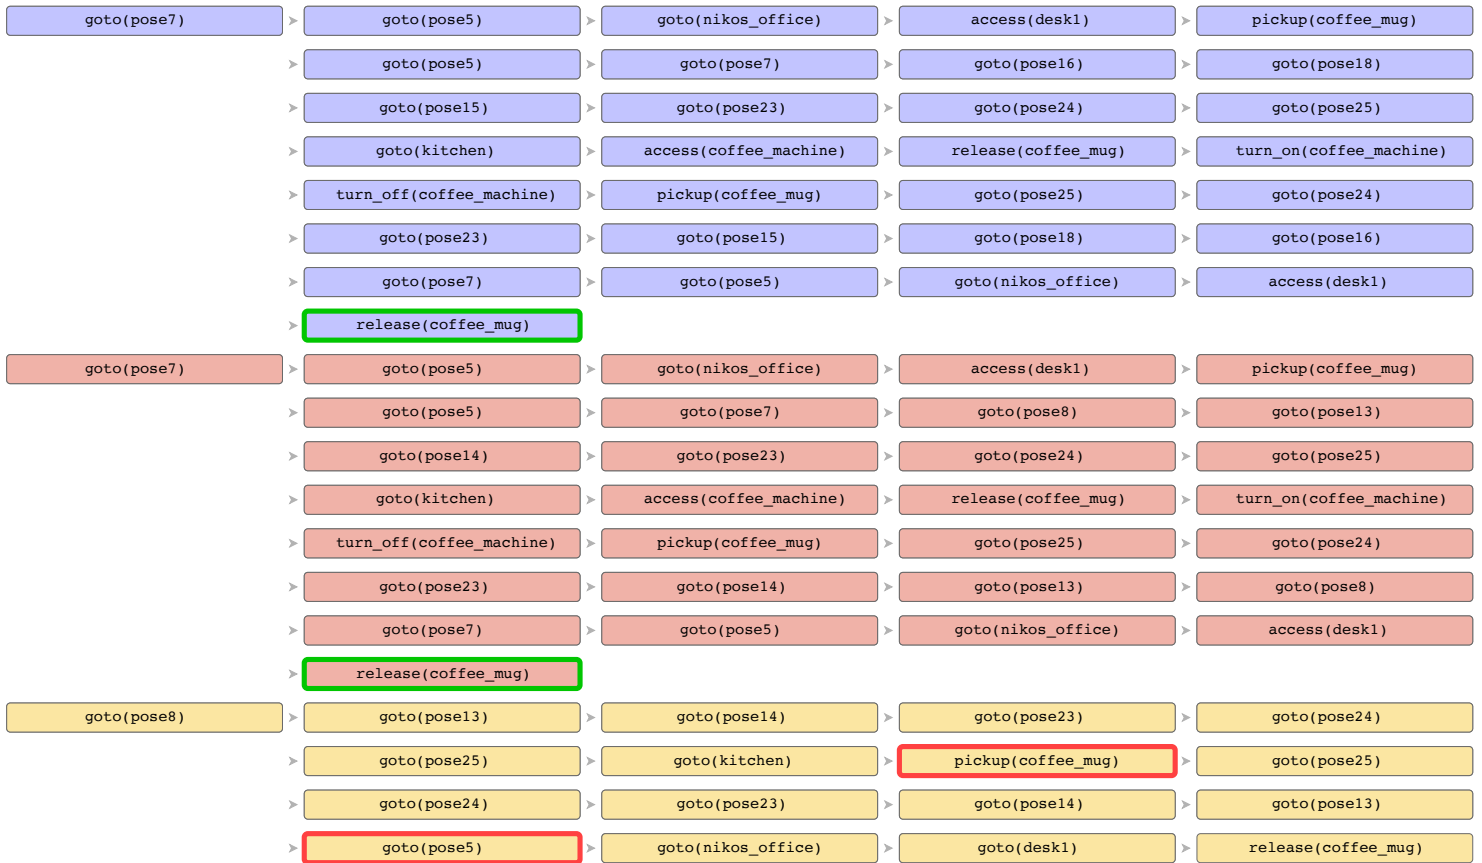 goto(pose7) goto(pose5) goto(nikos_office) access(desk1) pickup(coffee_mug)
goto(pose5) goto(pose7) goto(pose16) goto(pose18)
goto(pose15) goto(pose23) goto(pose24) goto(pose25)
goto(kitchen) access(coffee_machine) release(coffee_mug) turn_on(coffee_machine)
turn_off(coffee_machine) pickup(coffee_mug) goto(pose25) goto(pose24)
goto(pose23) goto(pose15) goto(pose18) goto(pose16)
goto(pose7) goto(pose5) goto(nikos_office) access(desk1)
release(coffee_mug)
goto(pose7) goto(pose5) goto(nikos_office) access(desk1) pickup(coffee_mug)
goto(pose5) goto(pose7) goto(pose8) goto(pose13)
goto(pose14) goto(pose23) goto(pose24) goto(pose25)
goto(kitchen) access(coffee_machine) release(coffee_mug) turn_on(coffee_machine)
turn_off(coffee_machine) pickup(coffee_mug) goto(pose25) goto(pose24)
goto(pose23) goto(pose14) goto(pose13) goto(pose8)
goto(pose7) goto(pose5) goto(nikos_office) access(desk1)
release(coffee_mug)
goto(pose8) goto(pose13) goto(pose14) goto(pose23) goto(pose24)
goto(pose25) goto(kitchen) pickup(coffee_mug) goto(pose25)
goto(pose24) goto(pose23) goto(pose14) goto(pose13)
goto(pose5) goto(nikos_office) goto(desk1) release(coffee_mug)